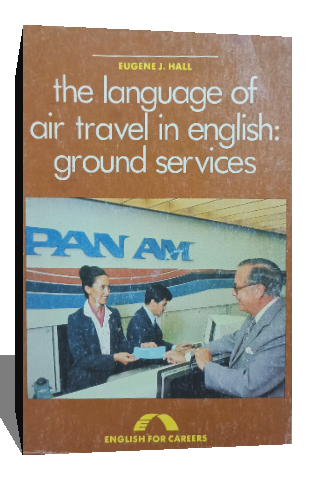 EUGENE J. HALL
the language of
air travel in english:
ground services
PAN AM
ENGLISH FOR CAREERS